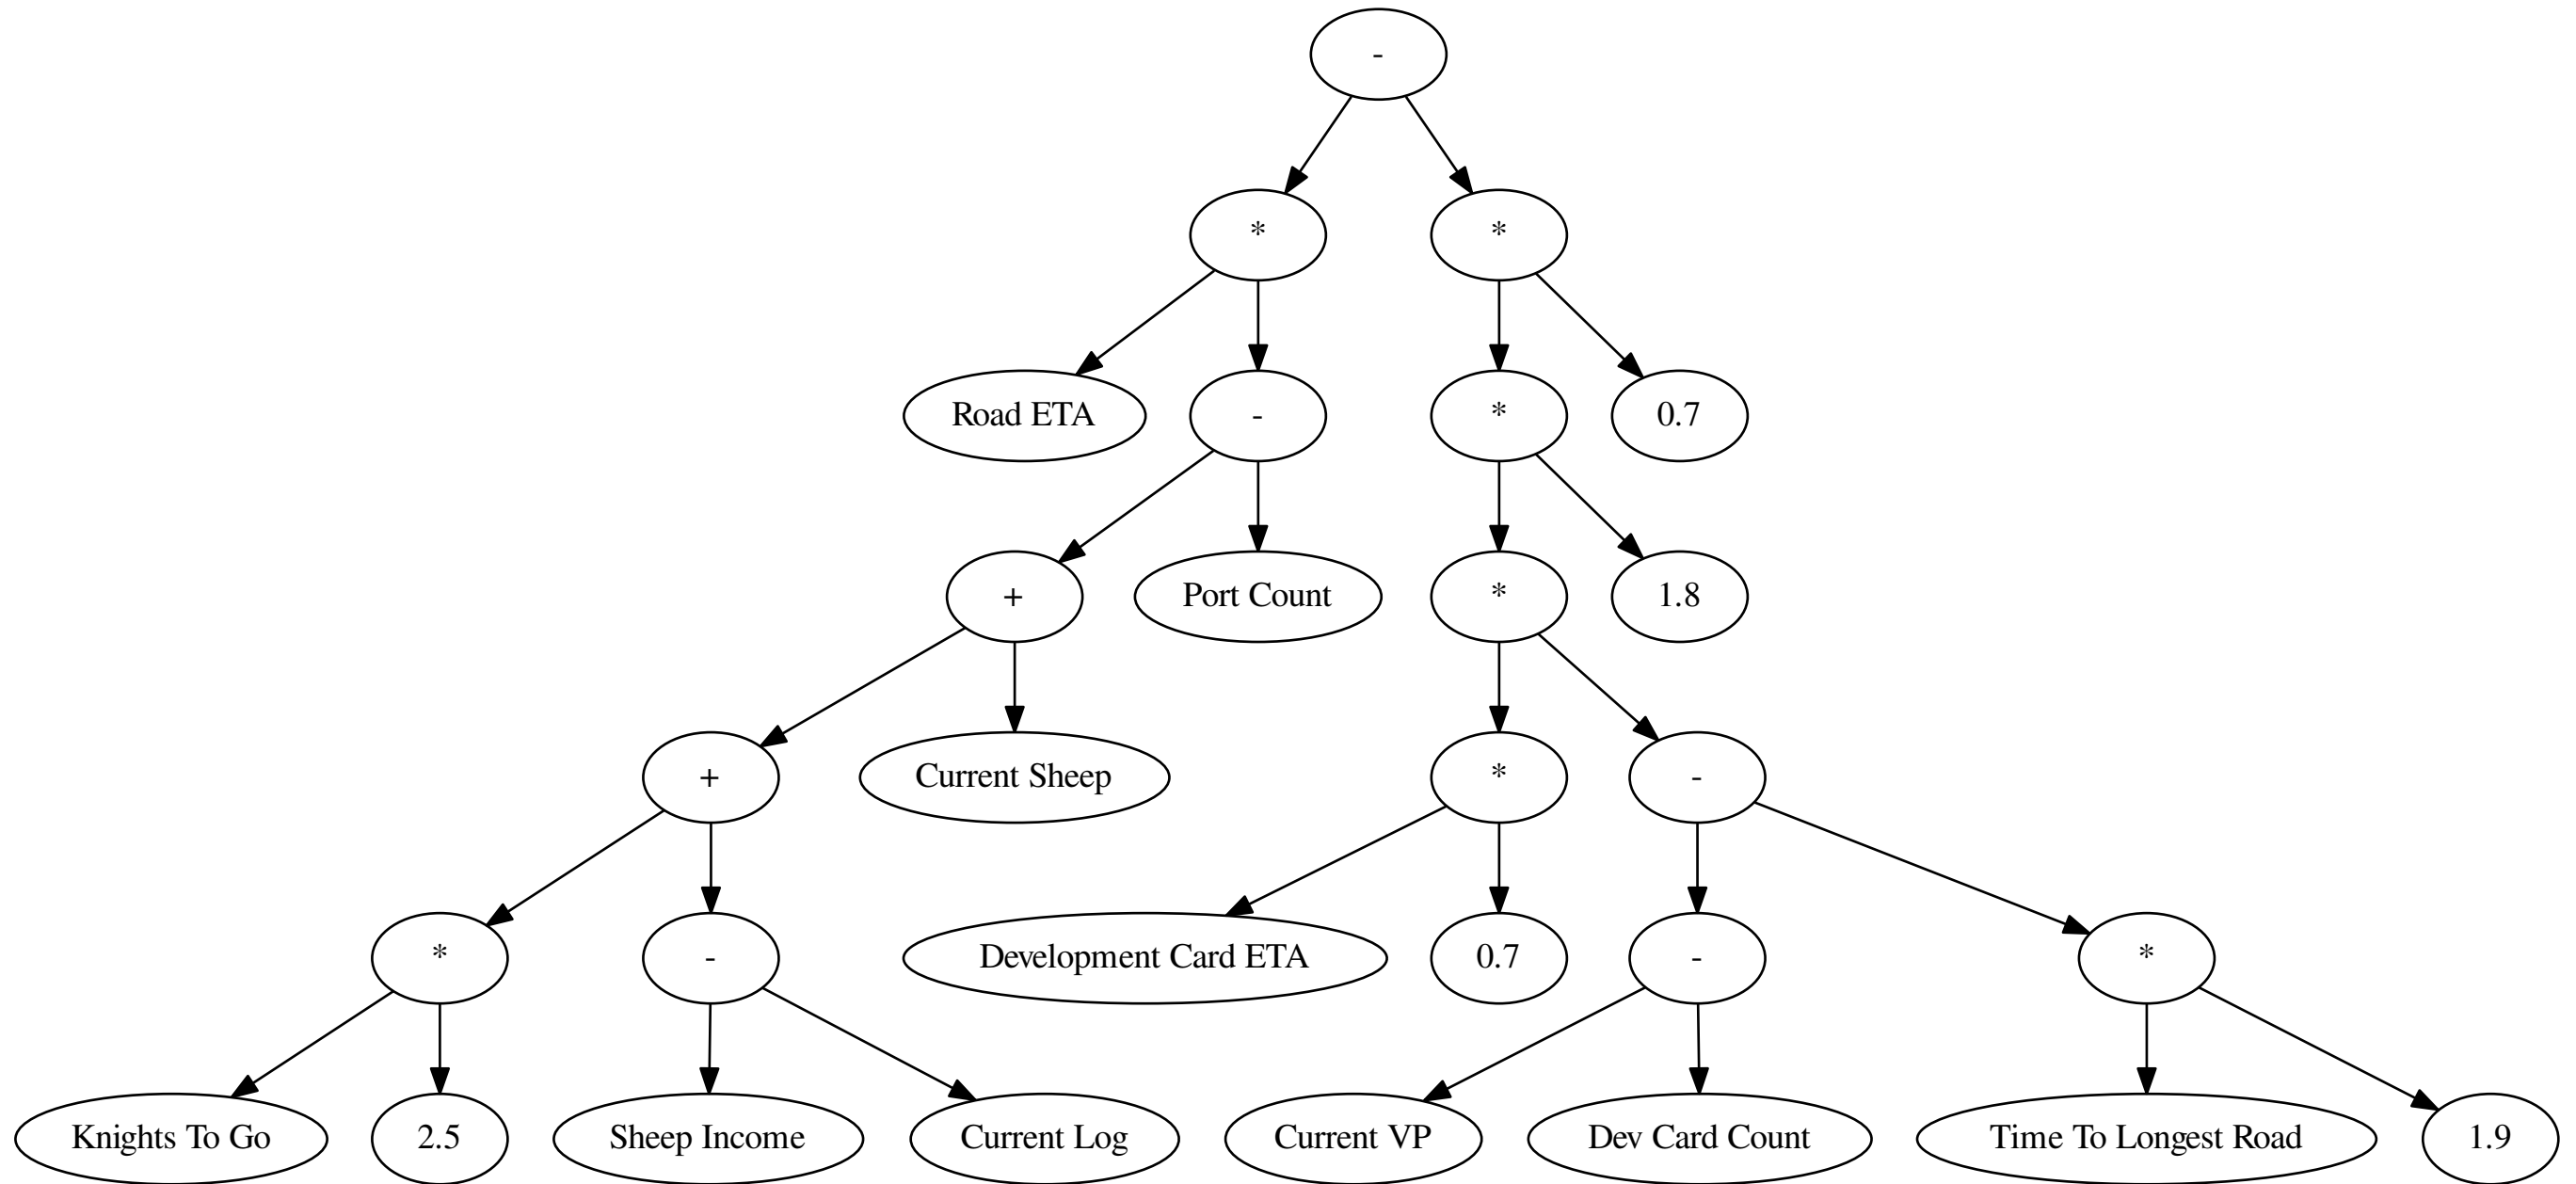 -
*
*
Road ETA
-
*
0.7
+
Port Count
*
1.8
+
Current Sheep
*
-
*
-
Development Card ETA
0.7
-
*
Knights To Go
2.5
Sheep Income
Current Log
Current VP
Dev Card Count
Time To Longest Road
1.9